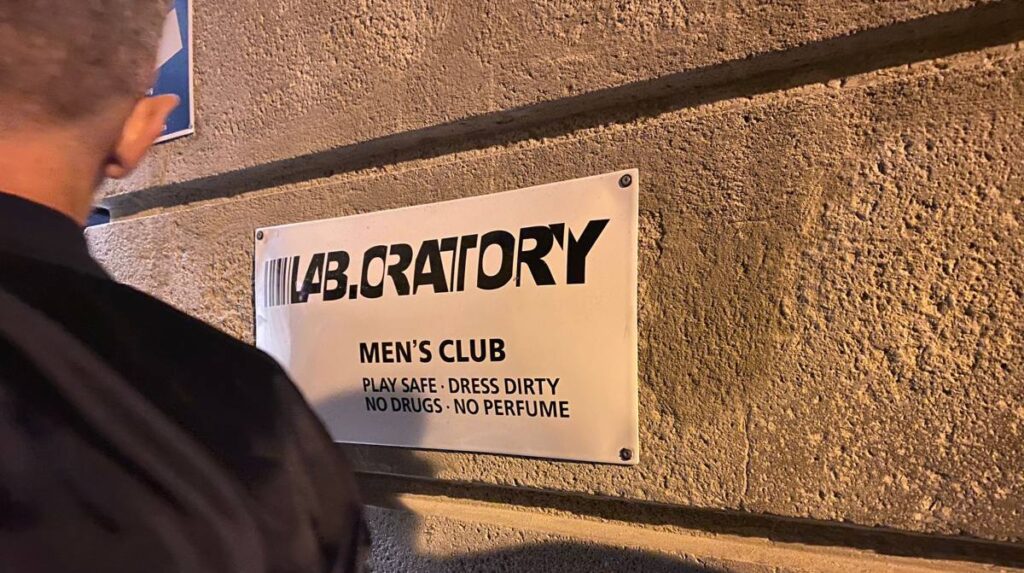 LAB.ORATORY
MEN'S CLUB
PLAY SAFE · DRESS DIRTY
NO DRUGS · NO PERFUME